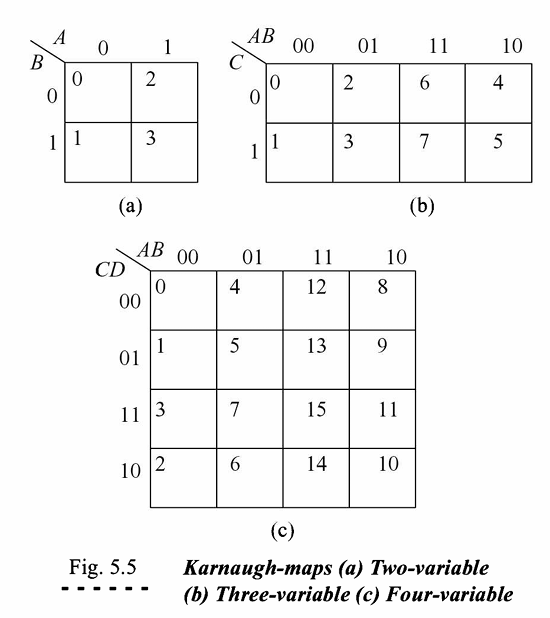 A
0 1
B
0 0 2
1 1 3
(a)
AB
00 01 11 10
C
0 0 2 6 4
1 1 3 7 5
(b)
AB
00 01 11 10
CD
00 0 4 12 8
01 1 5 13 9
11 3 7 15 11
10 2 6 14 10
(c)
Fig. 5.5 Karnaugh-maps (a) Two-variable
(b) Three-variable (c) Four-variable